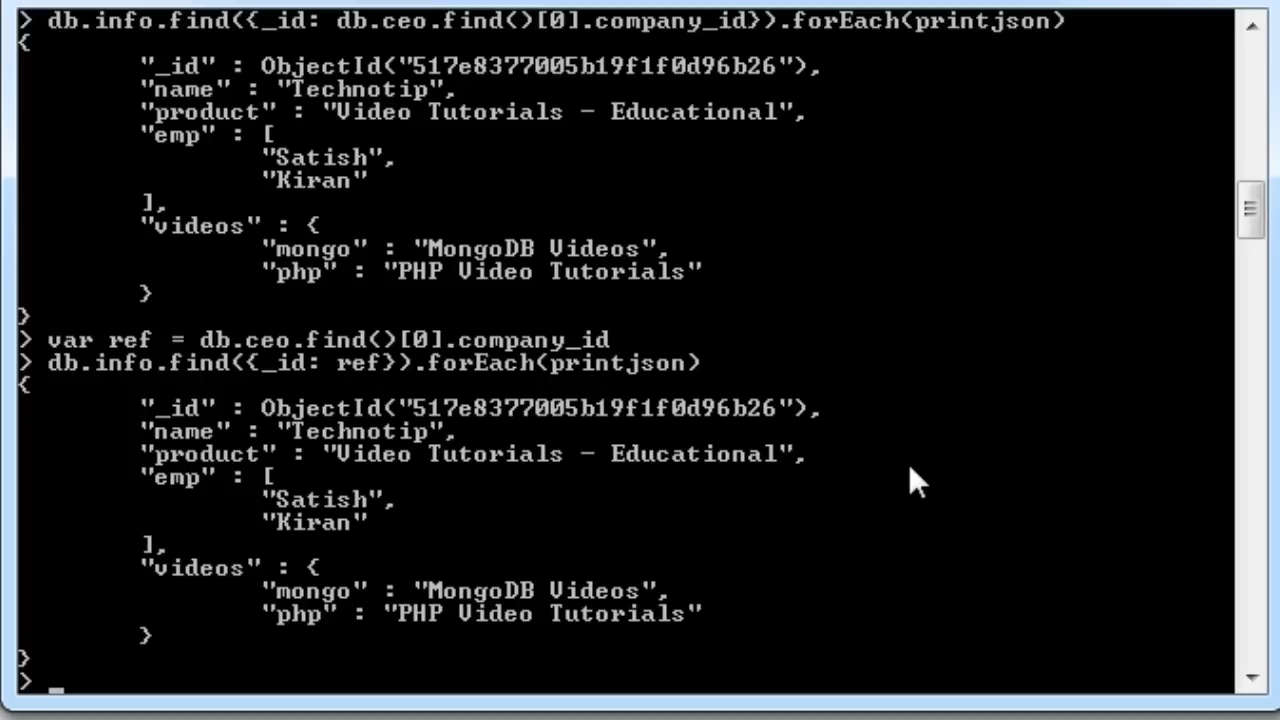 > db.info.find({_id: db.ceo.find()[0].company_id}).forEach(printjson)
{
"_id" : ObjectId("517e8377005b19f1f0d96b26"),
"name" : "Technotip",
"product" : "Video Tutorials - Educational",
"emp" : [
"Satish",
"Kiran"
],
"videos" : {
"mongo" : "MongoDB Videos",
"php" : "PHP Video Tutorials"
}
}
> var ref = db.ceo.find()[0].company_id
> db.info.find({_id: ref}).forEach(printjson)
{
"_id" : ObjectId("517e8377005b19f1f0d96b26"),
"name" : "Technotip",
"product" : "Video Tutorials - Educational",
"emp" : [
"Satish",
"Kiran"
],
"videos" : {
"mongo" : "MongoDB Videos",
"php" : "PHP Video Tutorials"
}
}
> _